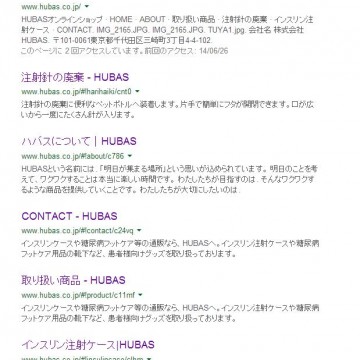 www.hubas.co.jp/
HUBASオンラインショップ · HOME · ABOUT · 取り扱い商品 · 注射針の廃棄 · インスリン注
射ケース · CONTACT. IMG_2165.JPG. IMG_2165.JPG. TUYA1.jpg. 会社名 株式会社
HUBAS. 〒101-0061東京都千代田区三崎町3丁目4-4-102.
このページに 2 回アクセスしています。前回のアクセス: 14/06/26
注射針の廃棄 - HUBAS
www.hubas.co.jp/#!harihaiki/cnt0
注射針の廃棄に便利なペットボトルへ装着します。片手で簡単にフタが開閉できます。口が広
いから一度にたくさん針が入ります。
ハバスについて | HUBAS
www.hubas.co.jp/#!about/c786
HUBASという名前には、「明日が集まる場所」という思いが込められています。 明日のことを考
えて、ワクワクすることは本当に楽しい時間です。 わたしたちが目指すのは、そんなワクワクす
るような商品を提供していくことです。 わたしたちが大切にしたいのは
CONTACT - HUBAS
www.hubas.co.jp/#!contact/c24vq
インスリンケースや糖尿病フットケア等の通販なら、HUBASへ。インスリン注射ケースや糖尿病
フットケア用品の靴下など、患者様向けグッズを取り扱っております。
取り扱い商品 - HUBAS
www.hubas.co.jp/#!product/c11mf
インスリンケースや糖尿病フットケア等の通販なら、HUBASへ。インスリン注射ケースや糖尿病
フットケア用品の靴下など、患者様向けグッズを取り扱っております。
インスリン注射ケース|HUBAS